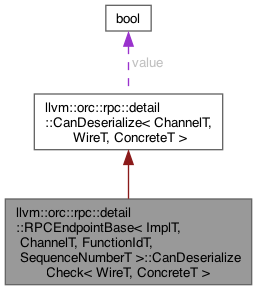 bool
value
llvm::orc::rpc::detail
::CanDeserialize< ChannelT,
WireT, ConcreteT >
llvm::orc::rpc::detail
::RPCEndpointBase< ImplT,
ChannelT, FunctionIdT,
SequenceNumberT >::CanDeserialize
Check< WireT, ConcreteT >